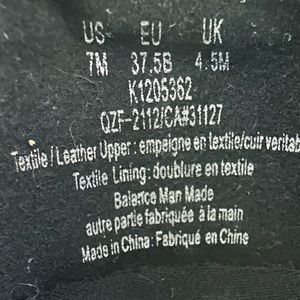 US EU UK
7M 37.5B 4.5M
K1205362
QZF-2112/CA#31127
Textile / Leather Upper : empeigne en textile/cuir veritab
Textile Lining: doublure en textile
Balance Man Made
autre partie fabriquée à la main
Made in China : Fabriqué en Chine